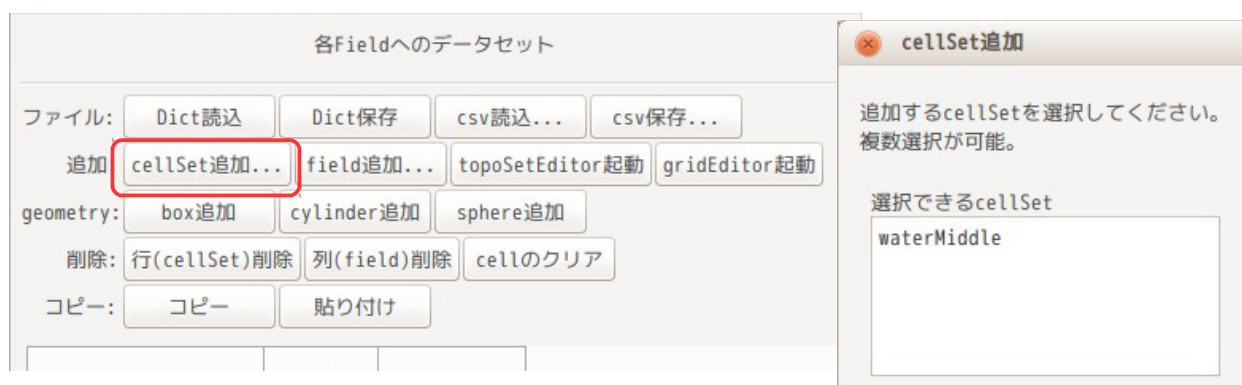 各Fieldへのデータセット
ファイル: Dict読込 Dict保存 csv読込... csv保存...
追加 cellSet追加... field追加... topoSetEditor起動 gridEditor起動
geometry: box追加 cylinder追加 sphere追加
削除: 行(cellSet)削除 列(field)削除 cellのクリア
コピー: コピー 貼り付け
cellSet追加
追加するcellSetを選択してください。
複数選択が可能。
選択できるcellSet
waterMiddle